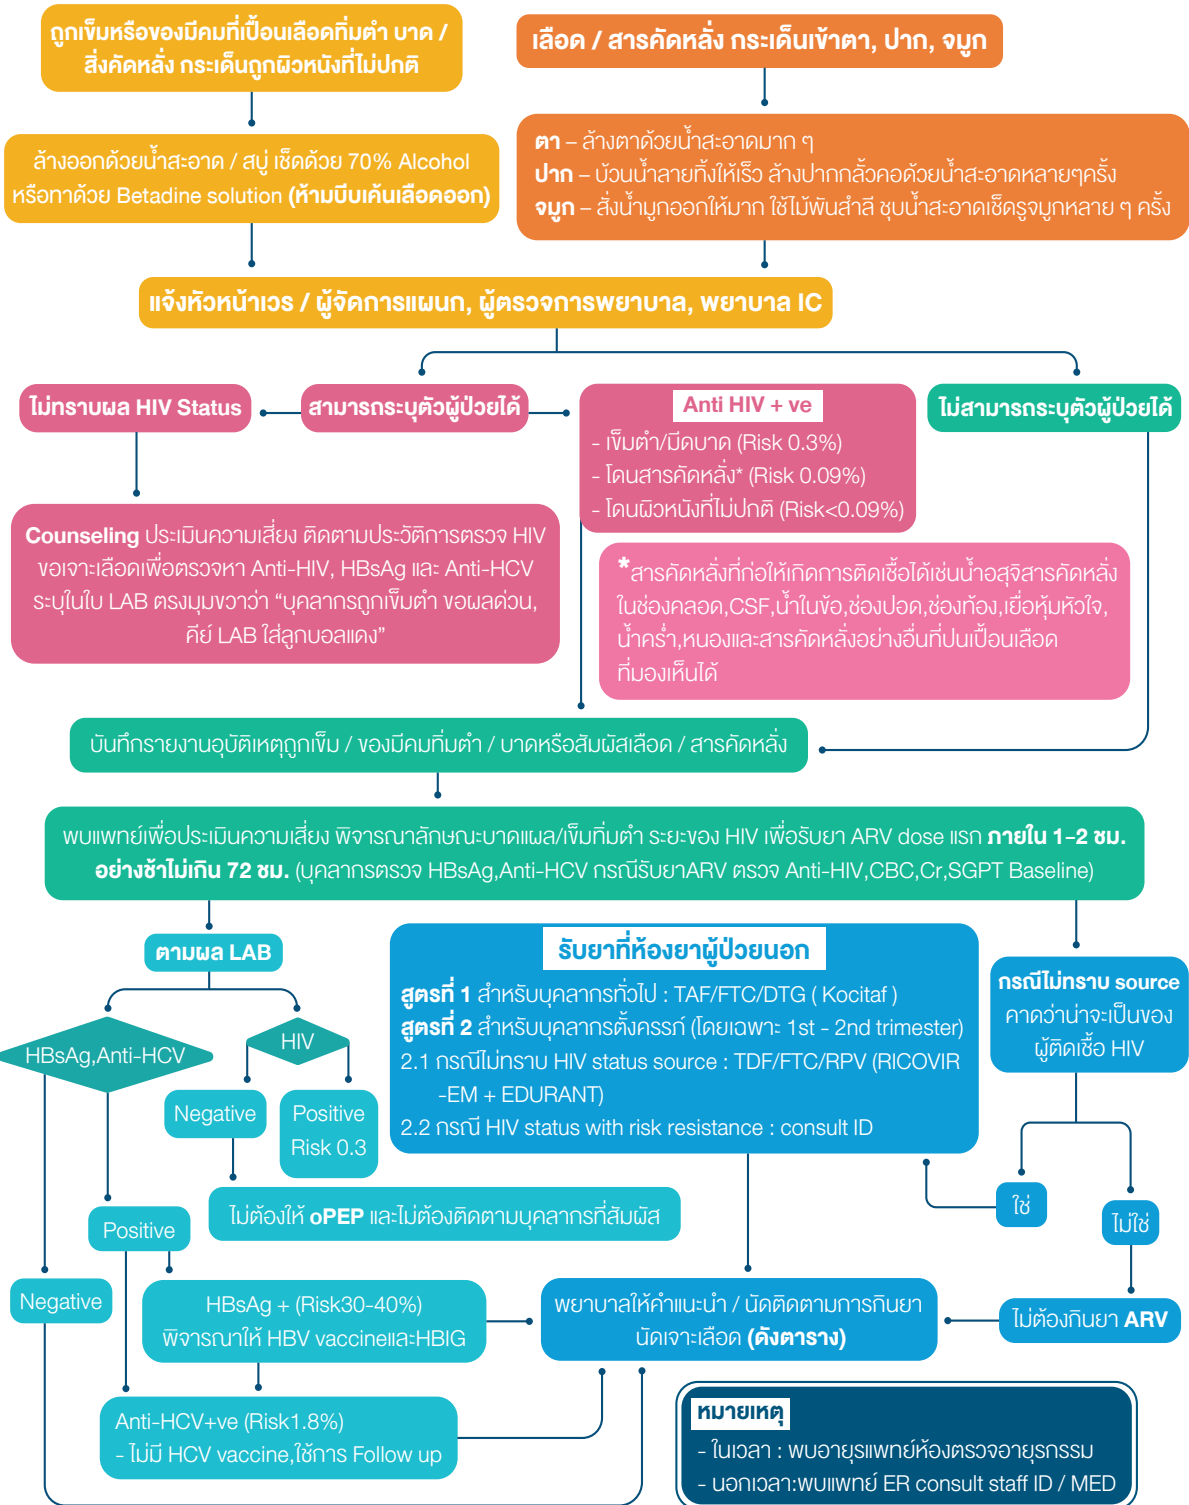 ถูกเข็มหรือของมีคมที่เปื้อนเลือดทิ่มตำ บาด /
สิ่งคัดหลั่ง กระเด็นถูกผิวหนังที่ไม่ปกติ
เลือด / สารคัดหลั่ง กระเด็นเข้าตา, ปาก, จมูก
ล้างออกด้วยน้ำสะอาด / สบู่ เช็ดด้วย 70% Alcohol
หรือทาด้วย Betadine solution (ห้ามบีบเค้นเลือดออก)
ตา – ล้างตาด้วยน้ำสะอาดมาก ๆ
ปาก – บ้วนน้ำลายทิ้งให้เร็ว ล้างปากกลั้วคอด้วยน้ำสะอาดหลายๆครั้ง
จมูก – สั่งน้ำมูกออกให้มาก ใช้ไม้พันสำลี ชุบน้ำสะอาดเช็ดรูจมูกหลาย ๆ ครั้ง
แจ้งหัวหน้าเวร / ผู้จัดการแผนก, ผู้ตรวจการพยาบาล, พยาบาล IC
ไม่ทราบผล HIV Status
สามารถระบุตัวผู้ป่วยได้
Anti HIV + ve
- เข็มตำ/มีดบาด (Risk 0.3%)
- โดนสารคัดหลั่ง* (Risk 0.09%)
- โดนผิวหนังที่ไม่ปกติ (Risk<0.09%)
ไม่สามารถระบุตัวผู้ป่วยได้
Counseling ประเมินความเสี่ยง ติดตามประวัติการตรวจ HIV
ขอเจาะเลือดเพื่อตรวจหา Anti-HIV, HBsAg และ Anti-HCV
ระบุในใบ LAB ตรงมุมขวาว่า “บุคลากรถูกเข็มตำ ขอผลด่วน,
คีย์ LAB ใส่ลูกบอลแดง”
*สารคัดหลั่งที่ก่อให้เกิดการติดเชื้อได้เช่นน้ำอสุจิสารคัดหลั่ง
ในช่องคลอด,CSF,น้ำในข้อ,ช่องปอด,ช่องท้อง,เยื่อหุ้มหัวใจ,
น้ำคร่ำ,หนองและสารคัดหลั่งอย่างอื่นที่ปนเปื้อนเลือด
ที่มองเห็นได้
บันทึกรายงานอุบัติเหตุถูกเข็ม / ของมีคมทิ่มตำ / บาดหรือสัมผัสเลือด / สารคัดหลั่ง
พบแพทย์เพื่อประเมินความเสี่ยง พิจารณาลักษณะบาดแผล/เข็มทิ่มตำ ระยะของ HIV เพื่อรับยา ARV dose แรก ภายใน 1-2 ชม.
อย่างช้าไม่เกิน 72 ชม. (บุคลากรตรวจ HBsAg,Anti-HCV กรณีรับยาARV ตรวจ Anti-HIV,CBC,Cr,SGPT Baseline)
ตามผล LAB
HBsAg,Anti-HCV
HIV
Negative
Positive
Risk 0.3
รับยาที่ห้องยาผู้ป่วยนอก
สูตรที่ 1 สำหรับบุคลากรทั่วไป : TAF/FTC/DTG ( Kocitaf )
สูตรที่ 2 สำหรับบุคลากรตั้งครรภ์ (โดยเฉพาะ 1st - 2nd trimester)
2.1 กรณีไม่ทราบ HIV status source : TDF/FTC/RPV (RICOVIR
-EM + EDURANT)
2.2 กรณี HIV status with risk resistance : consult ID
กรณีไม่ทราบ source
คาดว่าน่าจะเป็นของ
ผู้ติดเชื้อ HIV
ใช่
ไม่ใช่
ไม่ต้องให้ oPEP และไม่ต้องติดตามบุคลากรที่สัมผัส
Positive
Negative
HBsAg + (Risk30-40%)
พิจารณาให้ HBV vaccineและHBIG
พยาบาลให้คำแนะนำ / นัดติดตามการกินยา
นัดเจาะเลือด (ดังตาราง)
ไม่ต้องกินยา ARV
Anti-HCV+ve (Risk1.8%)
- ไม่มี HCV vaccine,ใช้การ Follow up
หมายเหตุ
- ในเวลา : พบอายุรแพทย์ห้องตรวจอายุรกรรม
- นอกเวลา:พบแพทย์ ER consult staff ID / MED